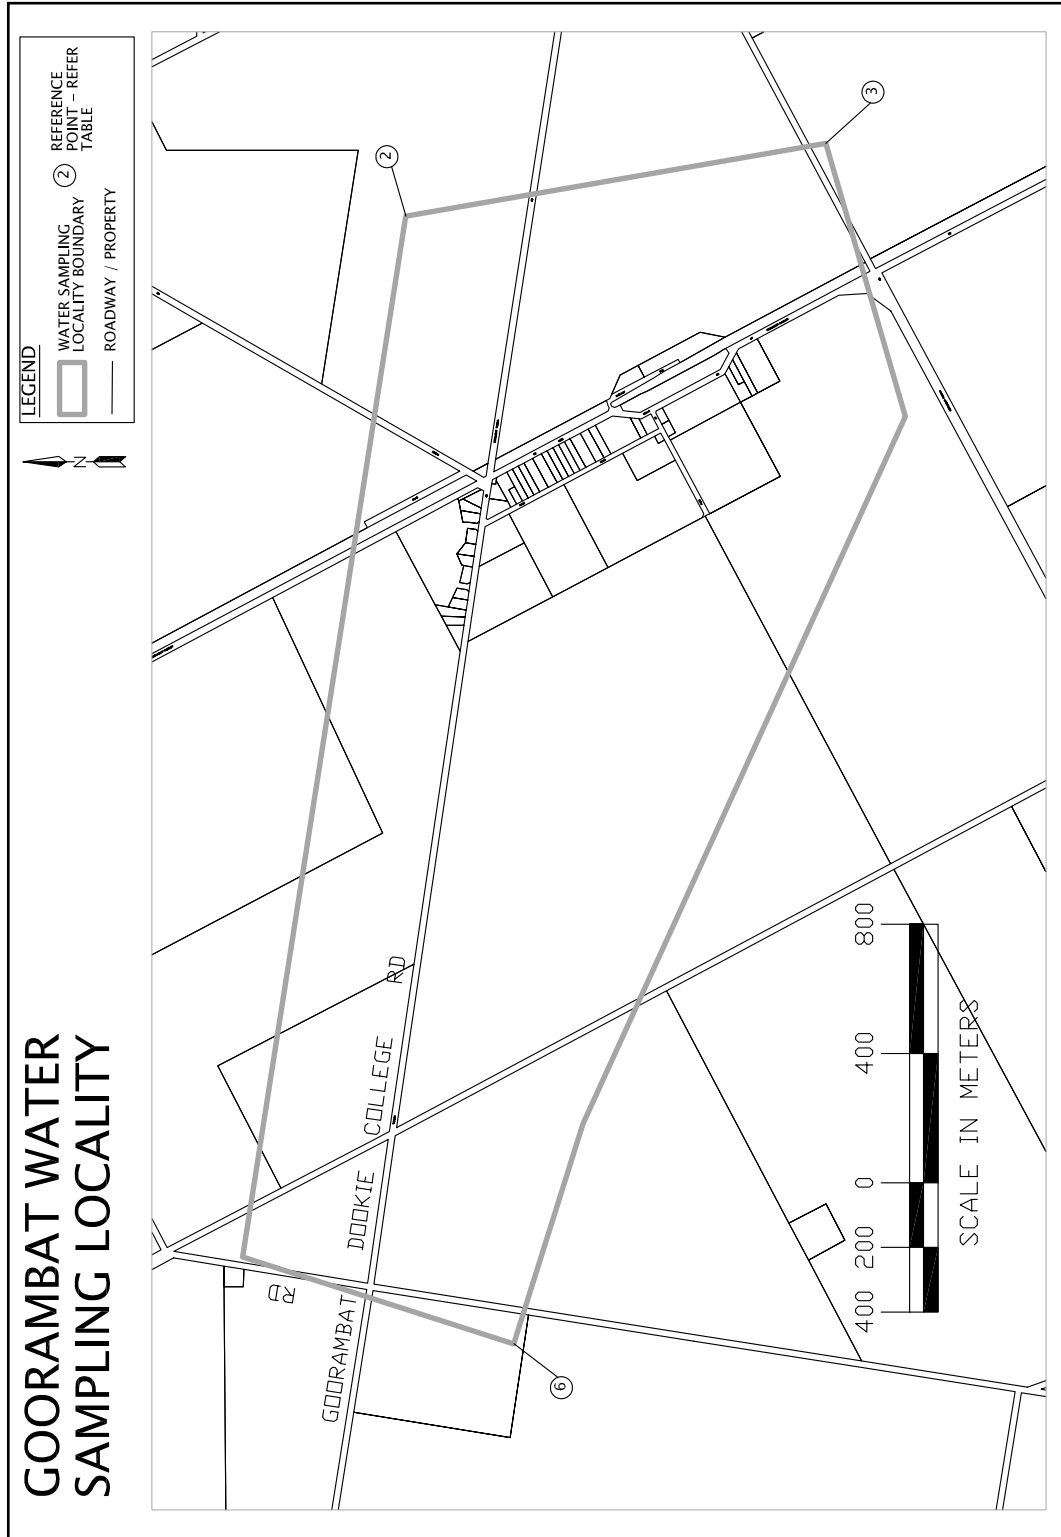 GOORAMBAT WATER
SAMPLING LOCALITY
LEGEND
WATER SAMPLING
LOCALITY BOUNDARY
ROADWAY / PROPERTY
2
REFERENCE
POINT - REFER
TABLE
N
2
3
6
GOORAMBAT DOOKIE COLLEGE RD
RD
400 200 0 400 800
SCALE IN METERS